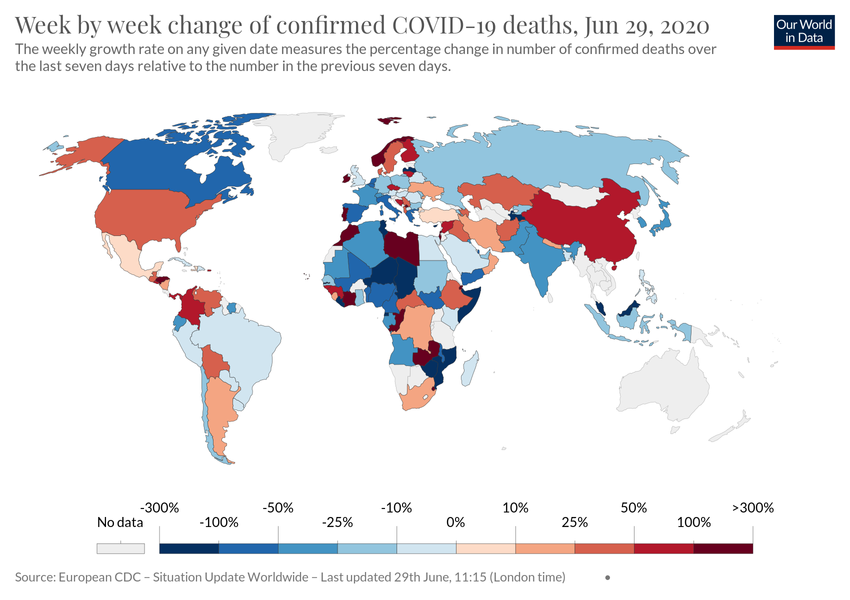 Week by week change of confirmed COVID-19 deaths, Jun 29, 2020
Our World
in Data
The weekly growth rate on any given date measures the percentage change in number of confirmed deaths over
the last seven days relative to the number in the previous seven days.
-300% -50% -10% 10% 50% >300%
No data -100% -25% 0% 25% 100%
Source: European CDC – Situation Update Worldwide – Last updated 29th June, 11:15 (London time) •